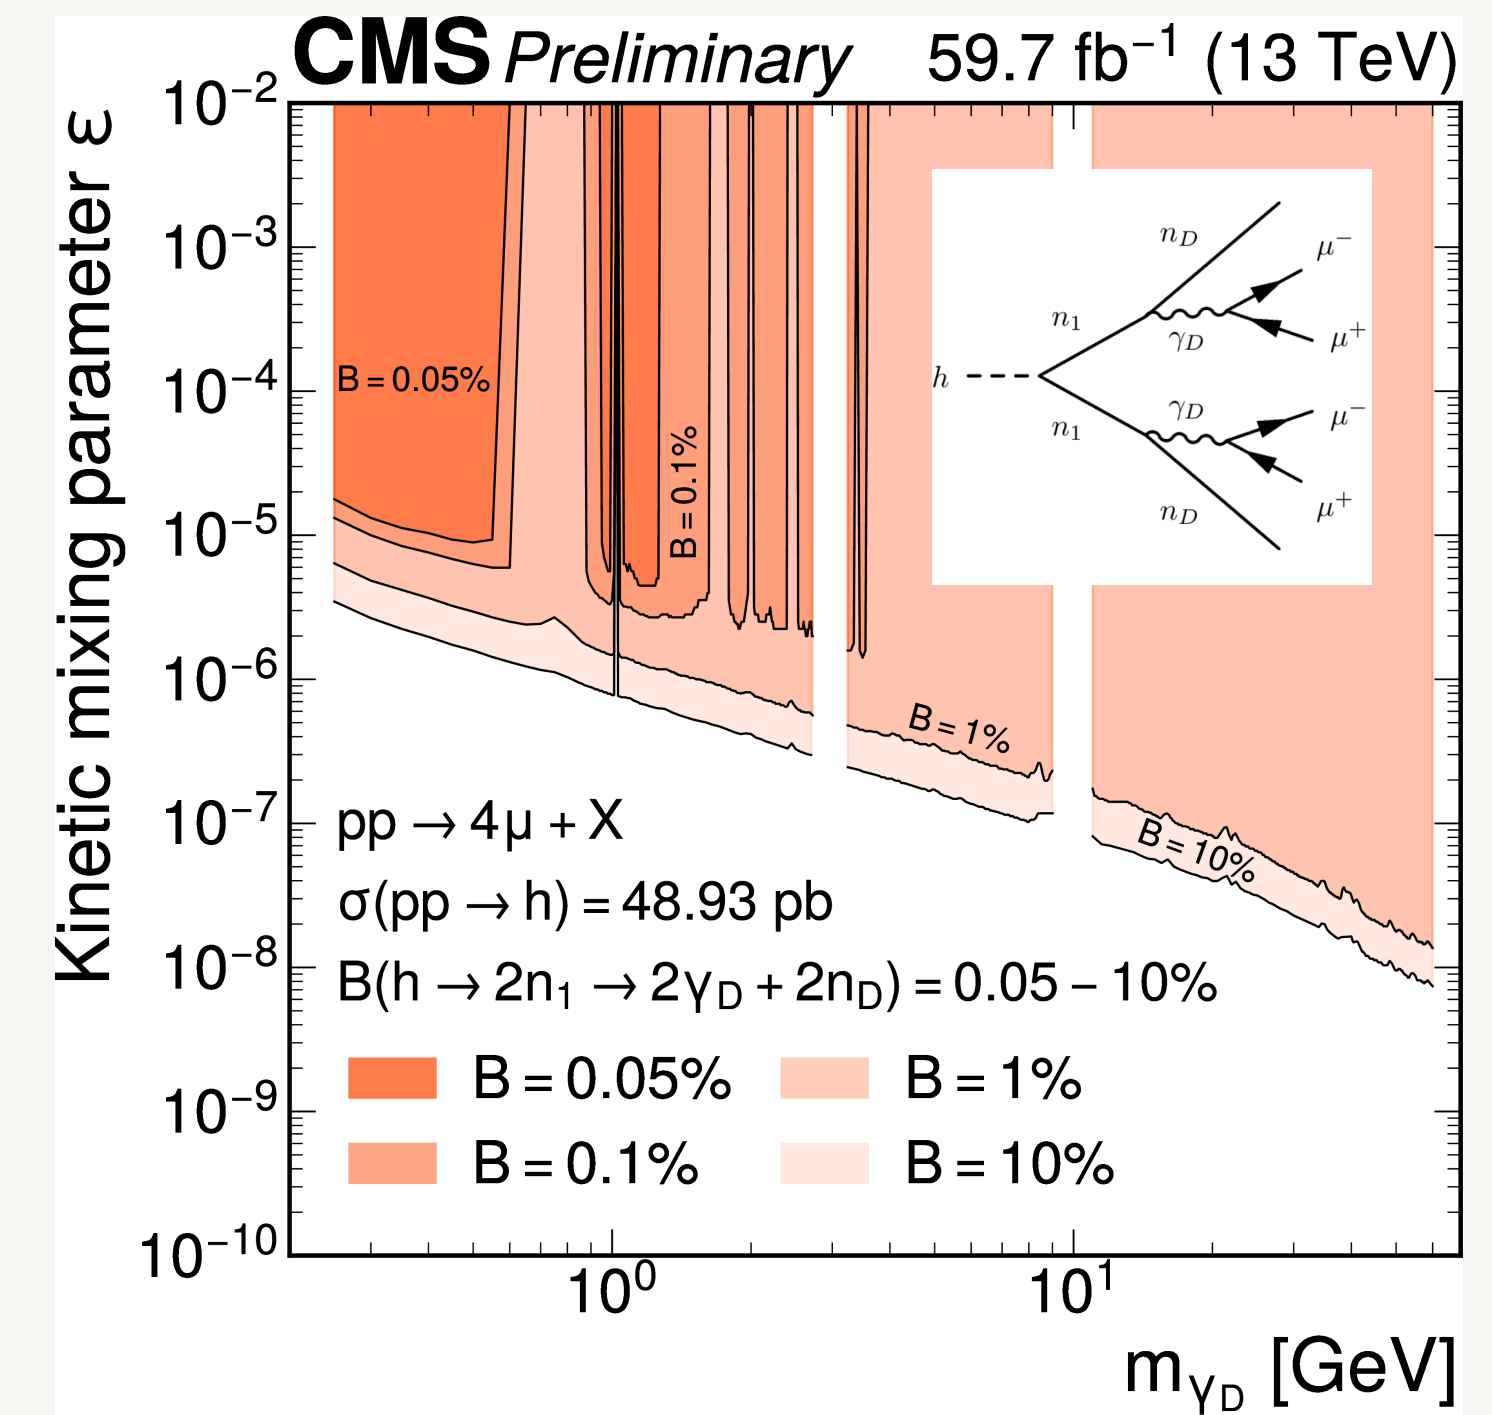 CMS Preliminary 59.7 fb⁻¹ (13 TeV)
Kinetic mixing parameter ε
10⁻²
10⁻³
10⁻⁴
10⁻⁵
10⁻⁶
10⁻⁷
10⁻⁸
10⁻⁹
10⁻¹⁰
B = 0.05%
B = 0.1%
B = 1%
B = 10%
h
n₁
n₁
n_D
γ_D
μ⁻
μ⁺
γ_D
μ⁻
μ⁺
n_D
pp → 4μ + X
σ(pp → h) = 48.93 pb
B(h → 2n₁ → 2γ_D + 2n_D) = 0.05 – 10%
B = 0.05% B = 1%
B = 0.1% B = 10%
10⁰ 10¹
m_γ_D [GeV]